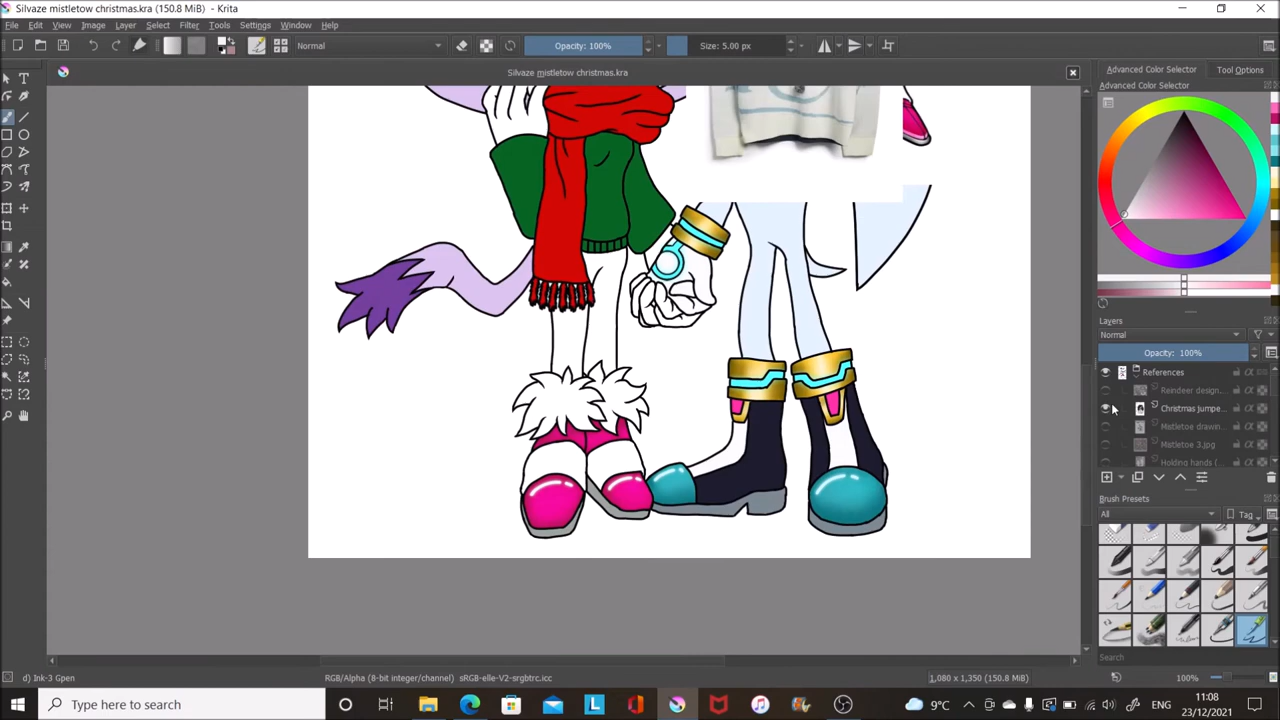 Silvaze mistletow christmas.kra (150.8 MiB) - Krita
File Edit View Image Layer Select Filter Tools Settings Window Help
Normal
Opacity: 100%
Size: 5.00 px
Silvaze mistletow christmas.kra (150.8 MiB)
Advanced Color Selector
Tool Options
Advanced Color Selector
Layers
Normal
Opacity: 100%
References
Reindeer design...
Christmas jumpe...
Mistletoe drawin...
Mistletoe 3.jpg
Holding hands (...
Brush Presets
All
Tag
Search
d) Ink-3 Gpen
RGB/Alpha (8-bit integer/channel) sRGB-elle-V2-srgbtrc.icc
1,080 x 1,350 (150.8 MiB)
100%
Type here to search
9°C
ENG
11:08
23/12/2021